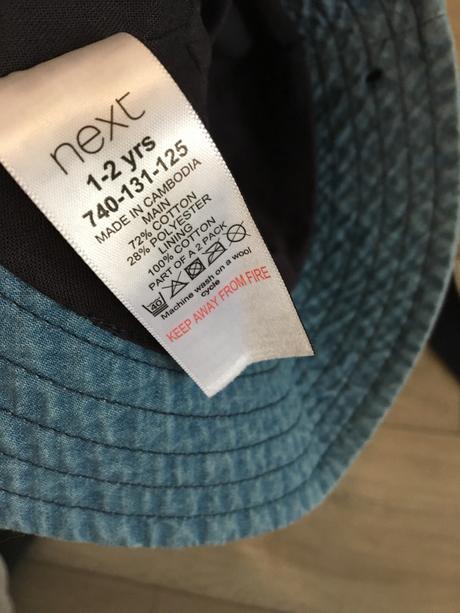 next
1-2 yrs
740-131-125
MADE IN CAMBODIA
MAIN
72% COTTON
28% POLYESTER
LINING
100% COTTON
PART OF A 2 PACK
40
Machine wash on a wool
cycle
KEEP AWAY FROM FIRE